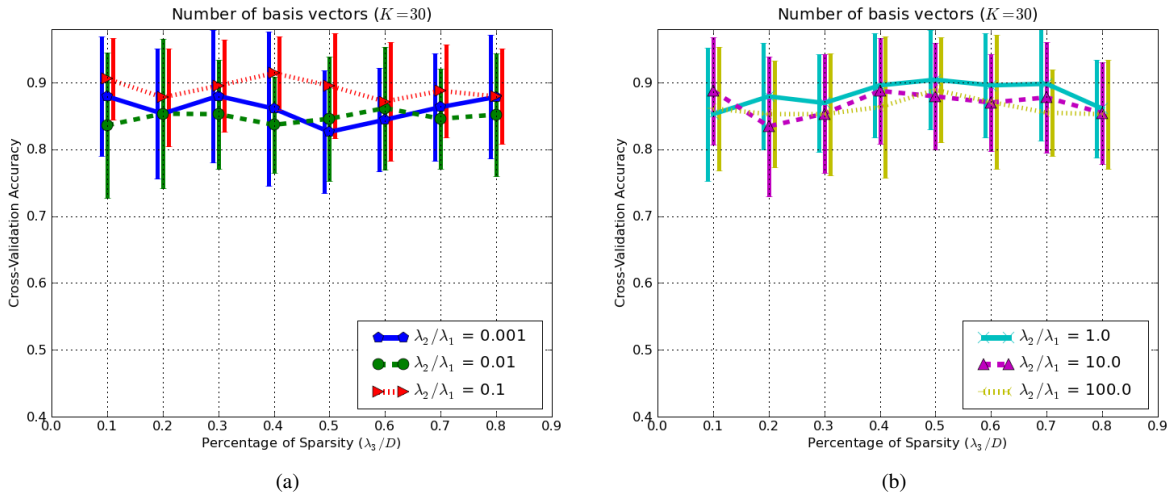 Number of basis vectors (K=30)
Cross-Validation Accuracy
0.9
0.8
0.7
0.6
0.5
0.4
0.0 0.1 0.2 0.3 0.4 0.5 0.6 0.7 0.8 0.9
Percentage of Sparsity (λ₃/D)
λ₂/λ₁ = 0.001
λ₂/λ₁ = 0.01
λ₂/λ₁ = 0.1
(a)
Number of basis vectors (K=30)
Cross-Validation Accuracy
0.9
0.8
0.7
0.6
0.5
0.4
0.0 0.1 0.2 0.3 0.4 0.5 0.6 0.7 0.8 0.9
Percentage of Sparsity (λ₃/D)
λ₂/λ₁ = 1.0
λ₂/λ₁ = 10.0
λ₂/λ₁ = 100.0
(b)